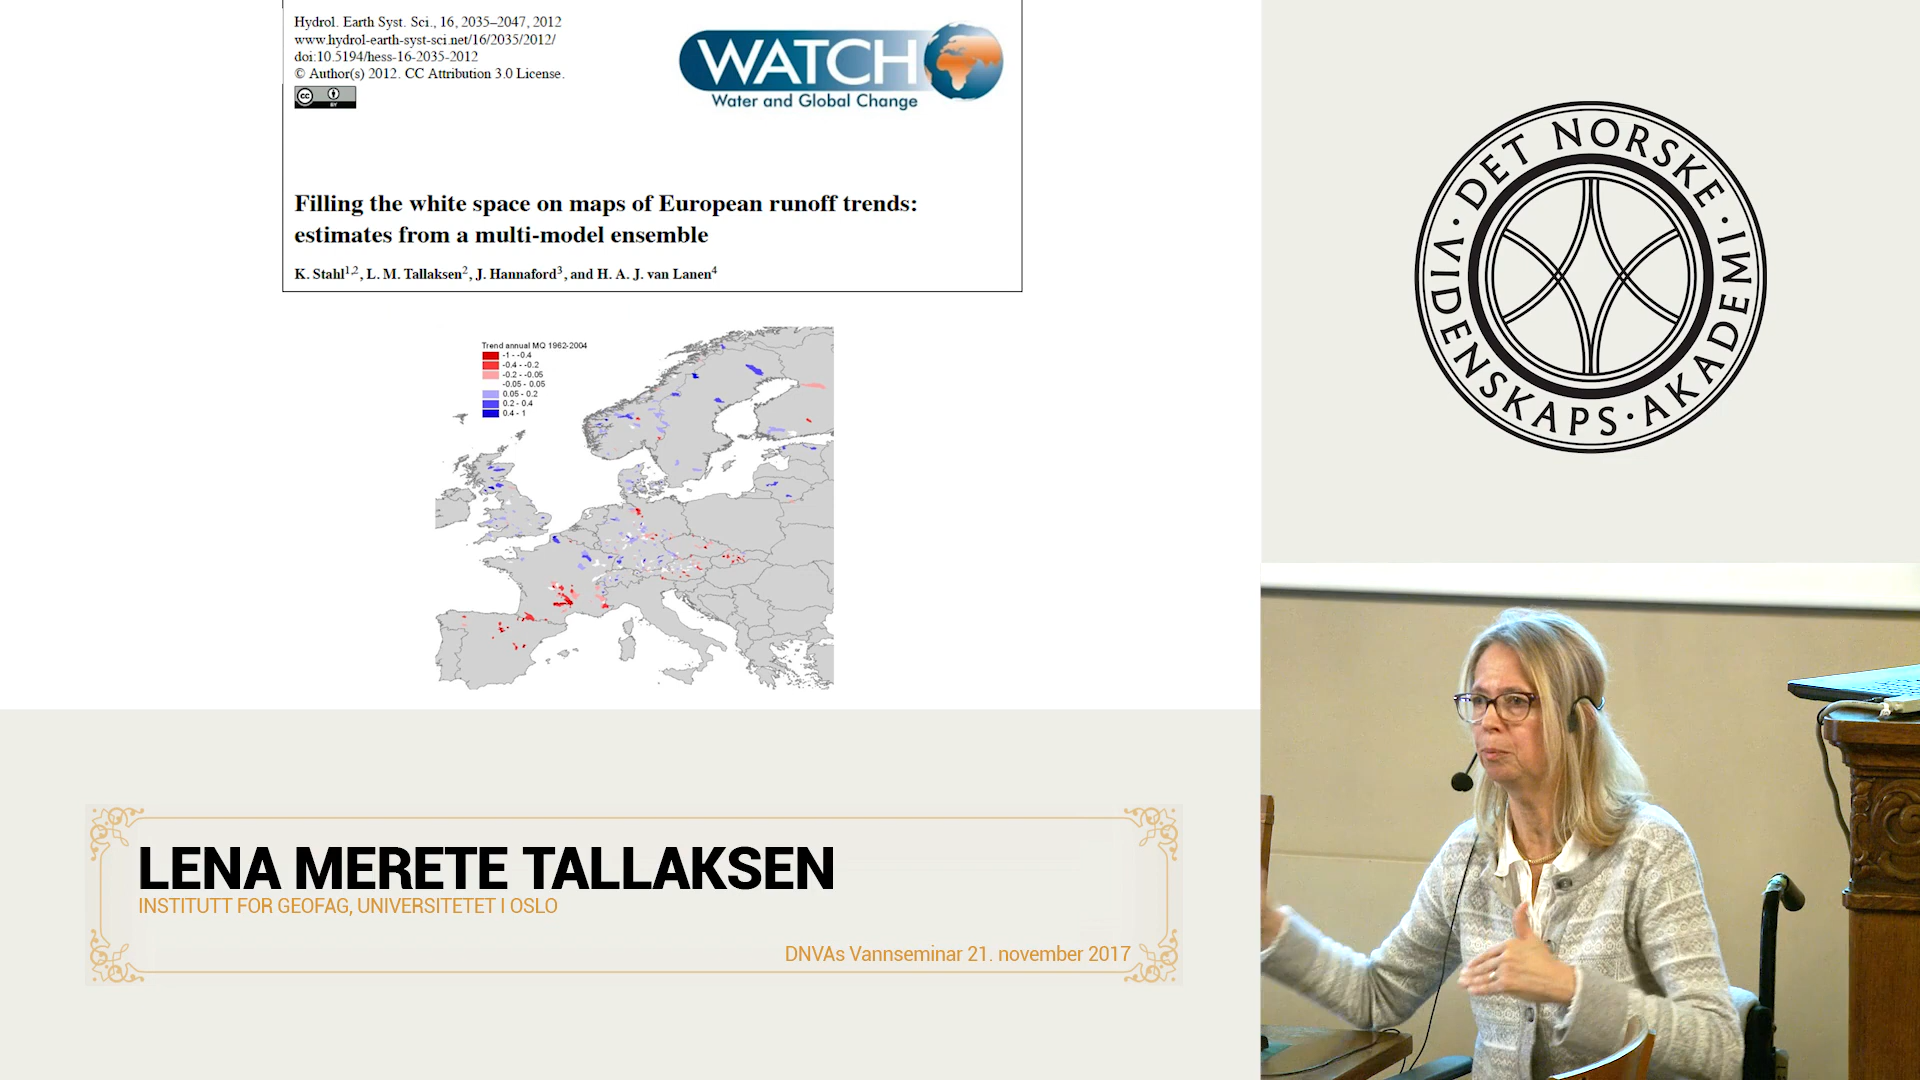 Hydrol. Earth Syst. Sci., 16, 2035–2047, 2012
www.hydrol-earth-syst-sci.net/16/2035/2012/
doi:10.5194/hess-16-2035-2012
© Author(s) 2012. CC Attribution 3.0 License.
cc
BY
WATCH
Water and Global Change
Filling the white space on maps of European runoff trends:
estimates from a multi-model ensemble
K. Stahl1,2, L. M. Tallaksen2, J. Hannaford3, and H. A. J. van Lanen4
Trend annual MQ 1962-2004
-1 - -0.4
-0.4 - -0.2
-0.2 - -0.05
-0.05 - 0.05
0.05 - 0.2
0.2 - 0.4
0.4 - 1
DET NORSKE · VIDENSKAPS · AKADEMI ·
LENA MERETE TALLAKSEN
INSTITUTT FOR GEOFAG, UNIVERSITETET I OSLO
DNVAs Vannseminar 21. november 2017